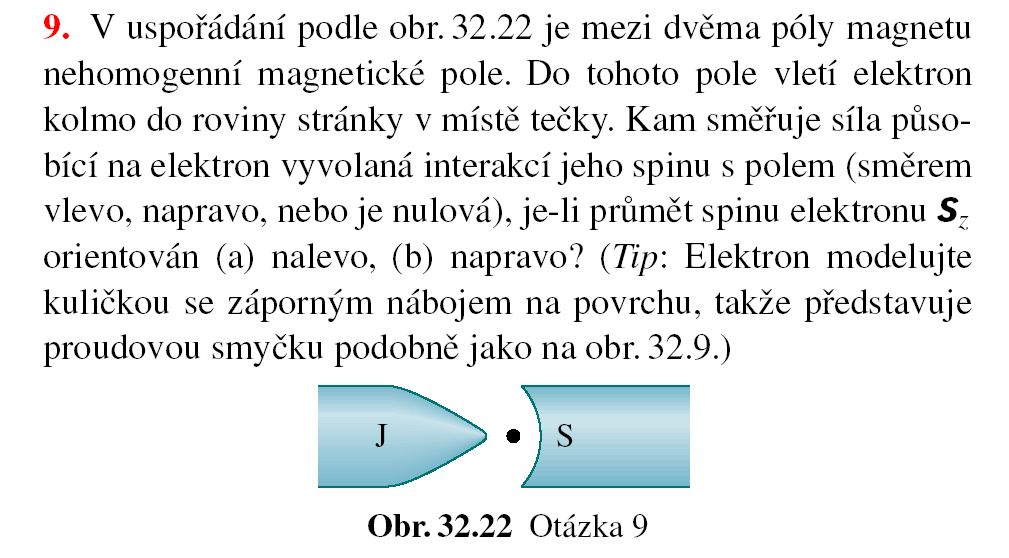 9. V uspořádání podle obr. 32.22 je mezi dvěma póly magnetu
nehomogenní magnetické pole. Do tohoto pole vletí elektron
kolmo do roviny stránky v místě tečky. Kam směřuje síla půso-
bící na elektron vyvolaná interakcí jeho spinu s polem (směrem
vlevo, napravo, nebo je nulová), je-li průmět spinu elektronu Sz
orientován (a) nalevo, (b) napravo? (Tip: Elektron modelujte
kuličkou se záporným nábojem na povrchu, takže představuje
proudovou smyčku podobně jako na obr. 32.9.)
J S
Obr. 32.22 Otázka 9